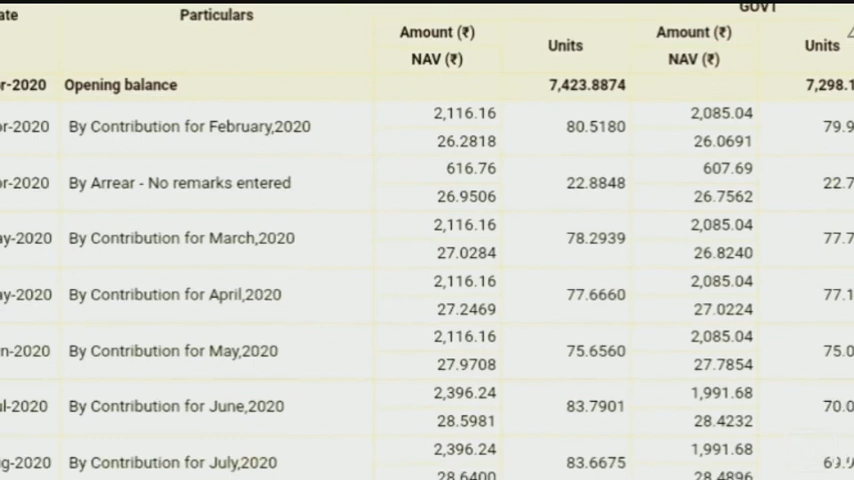 GOVT
ate Particulars Amount (₹) Units Amount (₹) Units
NAV (₹) NAV (₹)
r-2020 Opening balance 7,423.8874 7,298.1
or-2020 By Contribution for February,2020 2,116.16 80.5180 2,085.04 79.9
26.2818 26.0691
or-2020 By Arrear - No remarks entered 616.76 22.8848 607.69 22.7
26.9506 26.7562
ay-2020 By Contribution for March,2020 2,116.16 78.2939 2,085.04 77.7
27.0284 26.8240
ay-2020 By Contribution for April,2020 2,116.16 77.6660 2,085.04 77.1
27.2469 27.0224
n-2020 By Contribution for May,2020 2,116.16 75.6560 2,085.04 75.0
27.9708 27.7854
ul-2020 By Contribution for June,2020 2,396.24 83.7901 1,991.68 70.0
28.5981 28.4232
g-2020 By Contribution for July,2020 2,396.24 83.6675 1,991.68
28.6400 28.4896